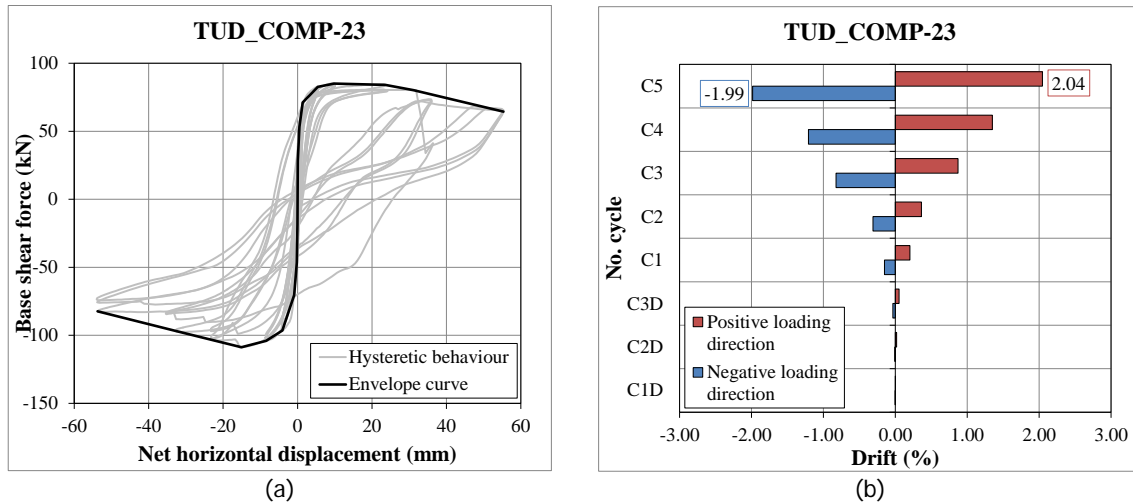 TUD_COMP-23
100
50
0
-50
-100
-150
Base shear force (kN)
Hysteretic behaviour
Envelope curve
-60
-40
-20
0
20
40
60
Net horizontal displacement (mm)
(a)
TUD_COMP-23
C5
C4
C3
C2
C1
C3D
C2D
C1D
No. cycle
-1.99
2.04
Positive loading
direction
Negative loading
direction
-3.00
-2.00
-1.00
0.00
1.00
2.00
3.00
Drift (%)
(b)